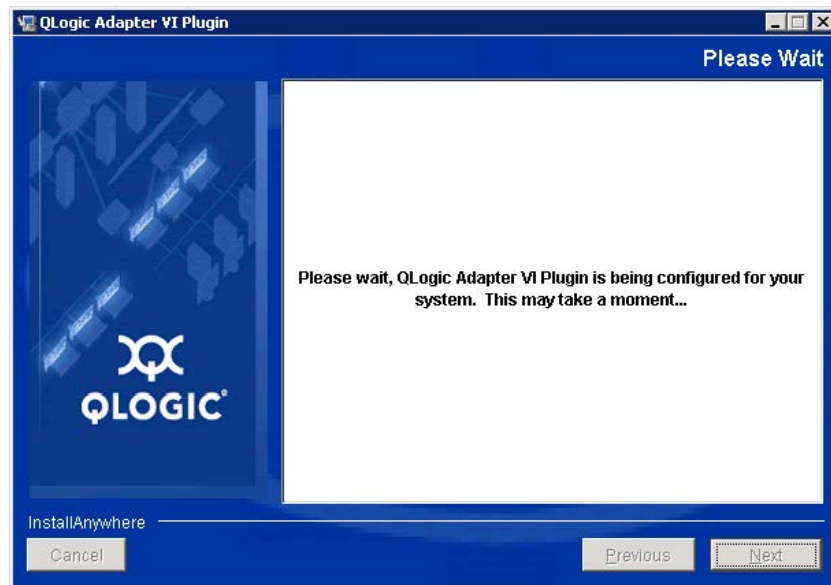 QLogic Adapter VI Plugin
Please Wait
Please wait, QLogic Adapter VI Plugin is being configured for your
system. This may take a moment...
QLOGIC®
InstallAnywhere
Cancel
Previous
Next